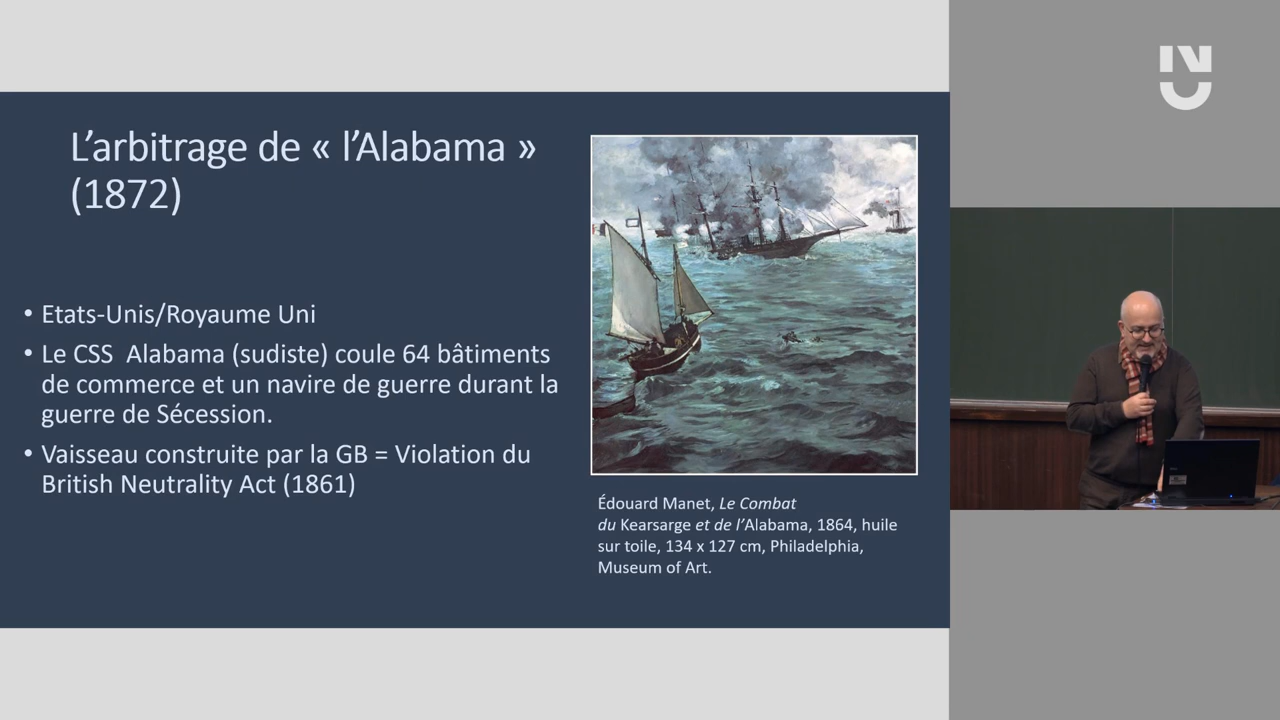 L'arbitrage de « l'Alabama »
(1872)
• Etats-Unis/Royaume Uni
• Le CSS  Alabama (sudiste) coule 64 bâtiments
de commerce et un navire de guerre durant la
guerre de Sécession.
• Vaisseau construite par la GB = Violation du
British Neutrality Act (1861)
Édouard Manet, Le Combat
du Kearsarge et de l'Alabama, 1864, huile
sur toile, 134 x 127 cm, Philadelphia,
Museum of Art.
NU